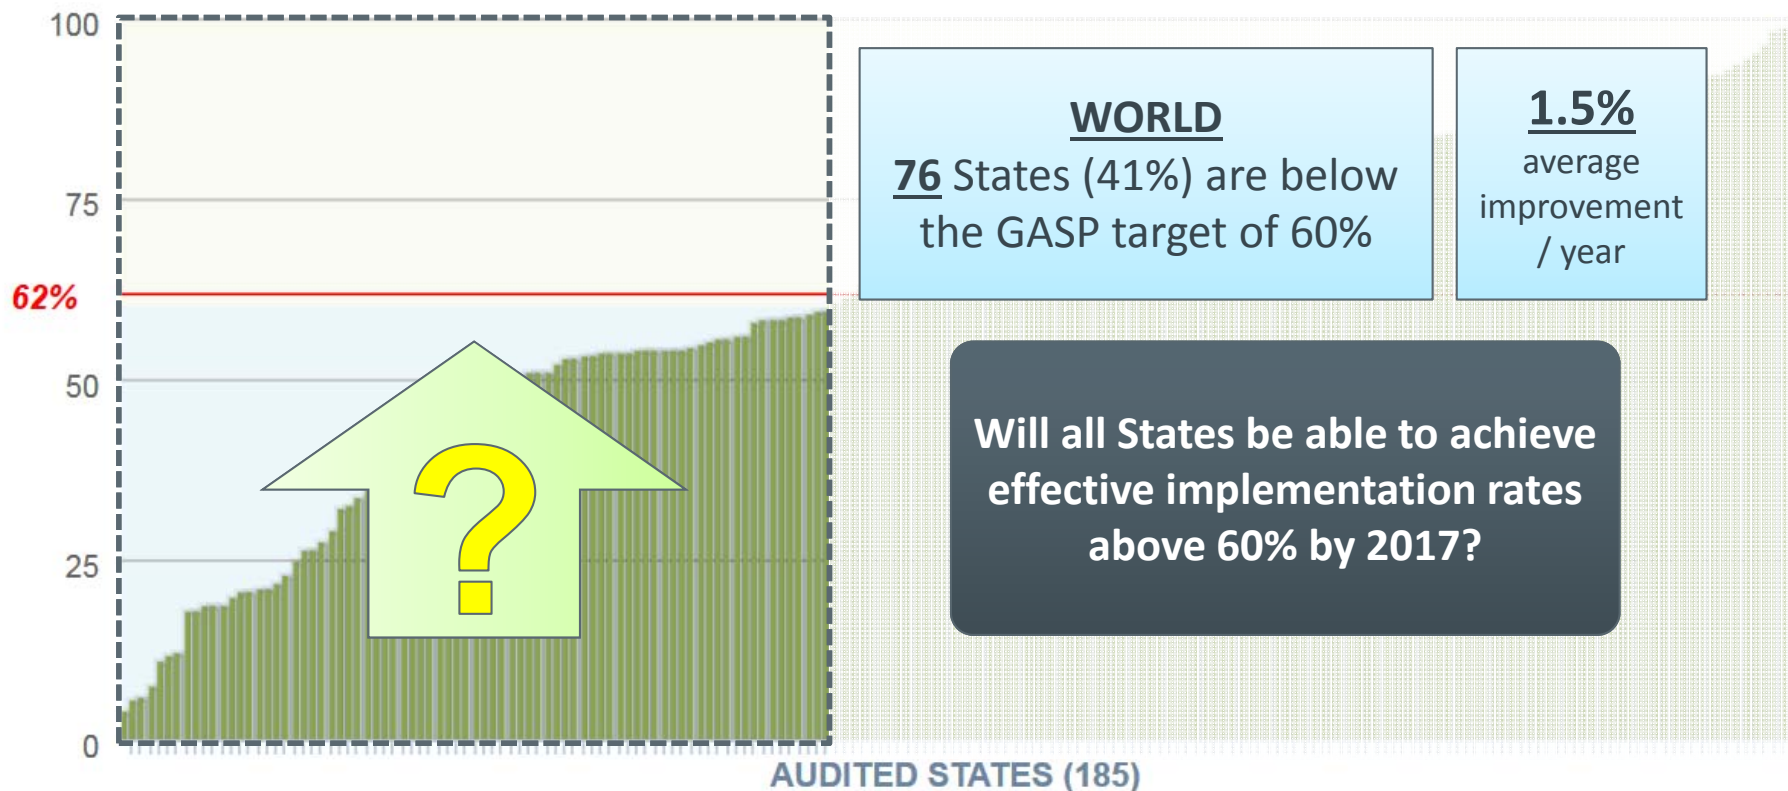 100
75
62%
50
25
0
WORLD
76 States (41%) are below
the GASP target of 60%
1.5%
average
improvement
/ year
?
Will all States be able to achieve
effective implementation rates
above 60% by 2017?
AUDITED STATES (185)